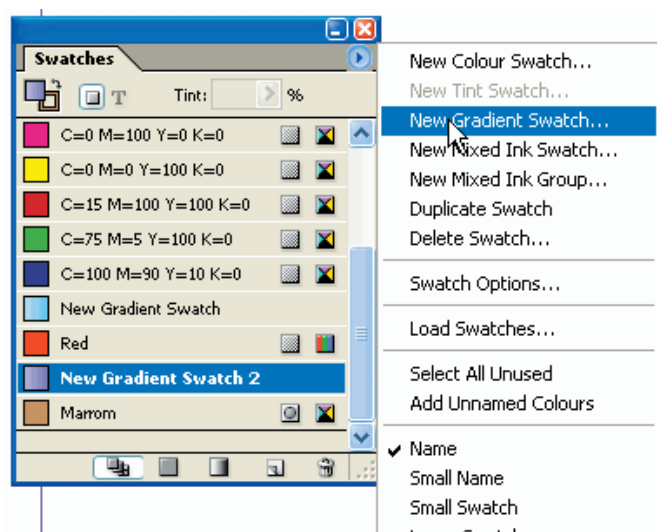 Swatches
T Tint: %
C=0 M=100 Y=0 K=0
C=0 M=0 Y=100 K=0
C=15 M=100 Y=100 K=0
C=75 M=5 Y=100 K=0
C=100 M=90 Y=10 K=0
New Gradient Swatch
Red
New Gradient Swatch 2
Marrom
New Colour Swatch...
New Tint Swatch...
New Gradient Swatch...
New Mixed Ink Swatch...
New Mixed Ink Group...
Duplicate Swatch
Delete Swatch...
Swatch Options...
Load Swatches...
Select All Unused
Add Unnamed Colours
Name
Small Name
Small Swatch